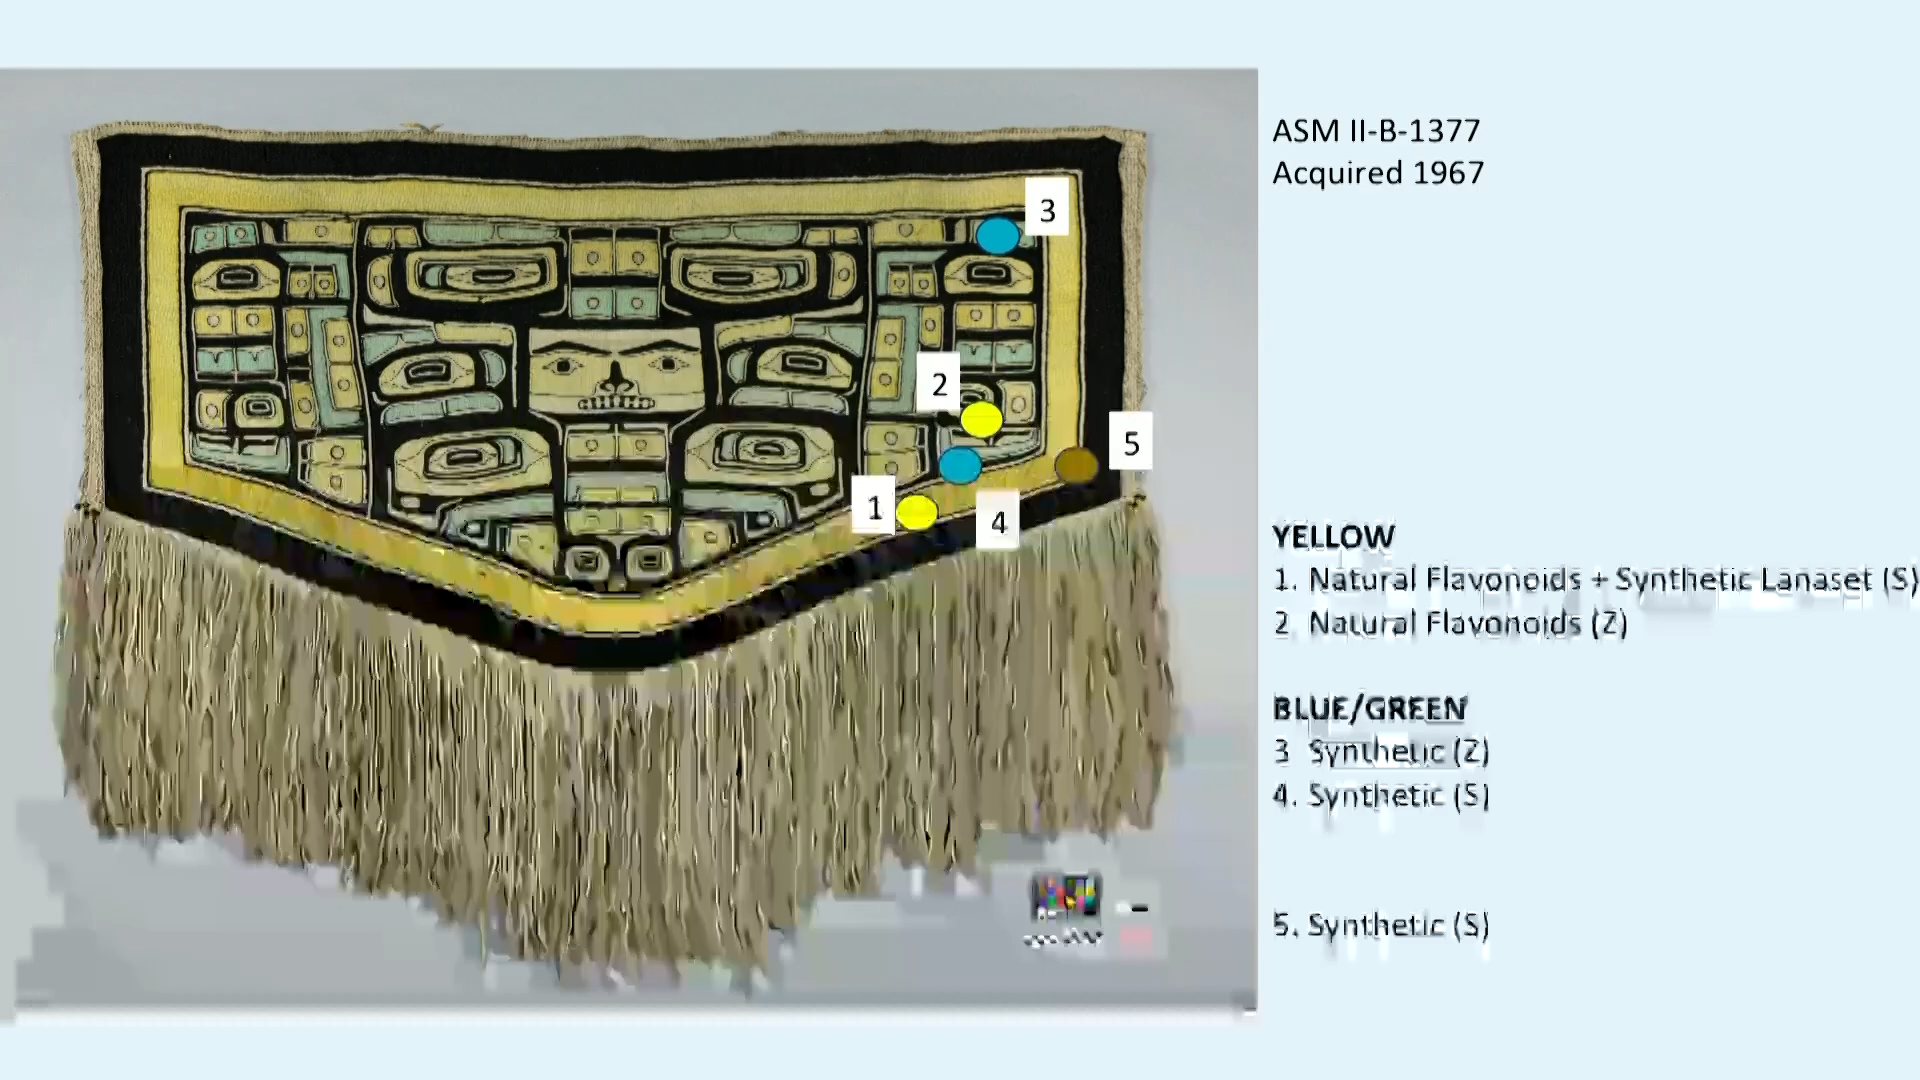 ASM II-B-1377
Acquired 1967
3
2
5
1
4
YELLOW
1. Natural Flavonoids + Synthetic Lanaset (S)
2. Natural Flavonoids (Z)
BLUE/GREEN
3 Synthetic (Z)
4. Synthetic (S)
5. Synthetic (S)